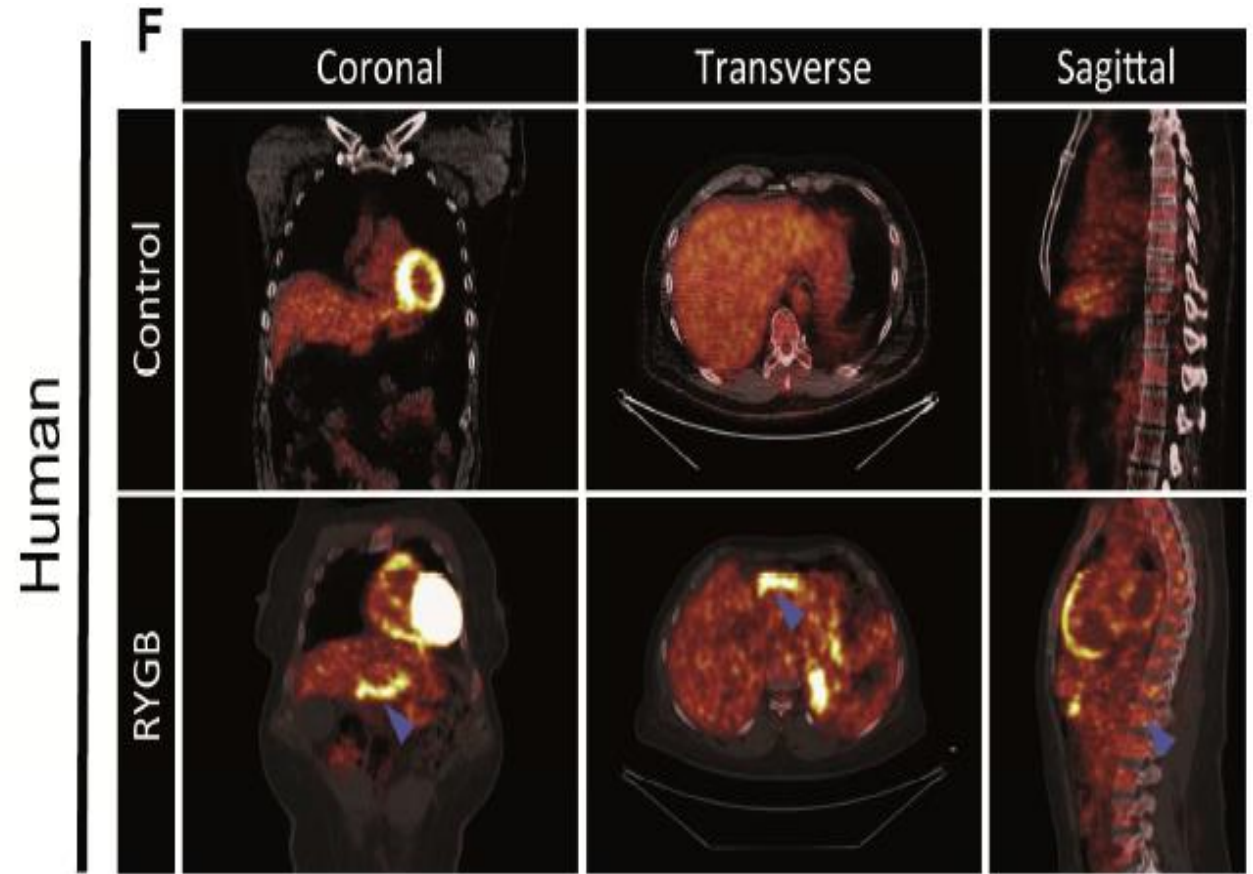 F
Coronal
Transverse
Sagittal
Human
Control
RYGB